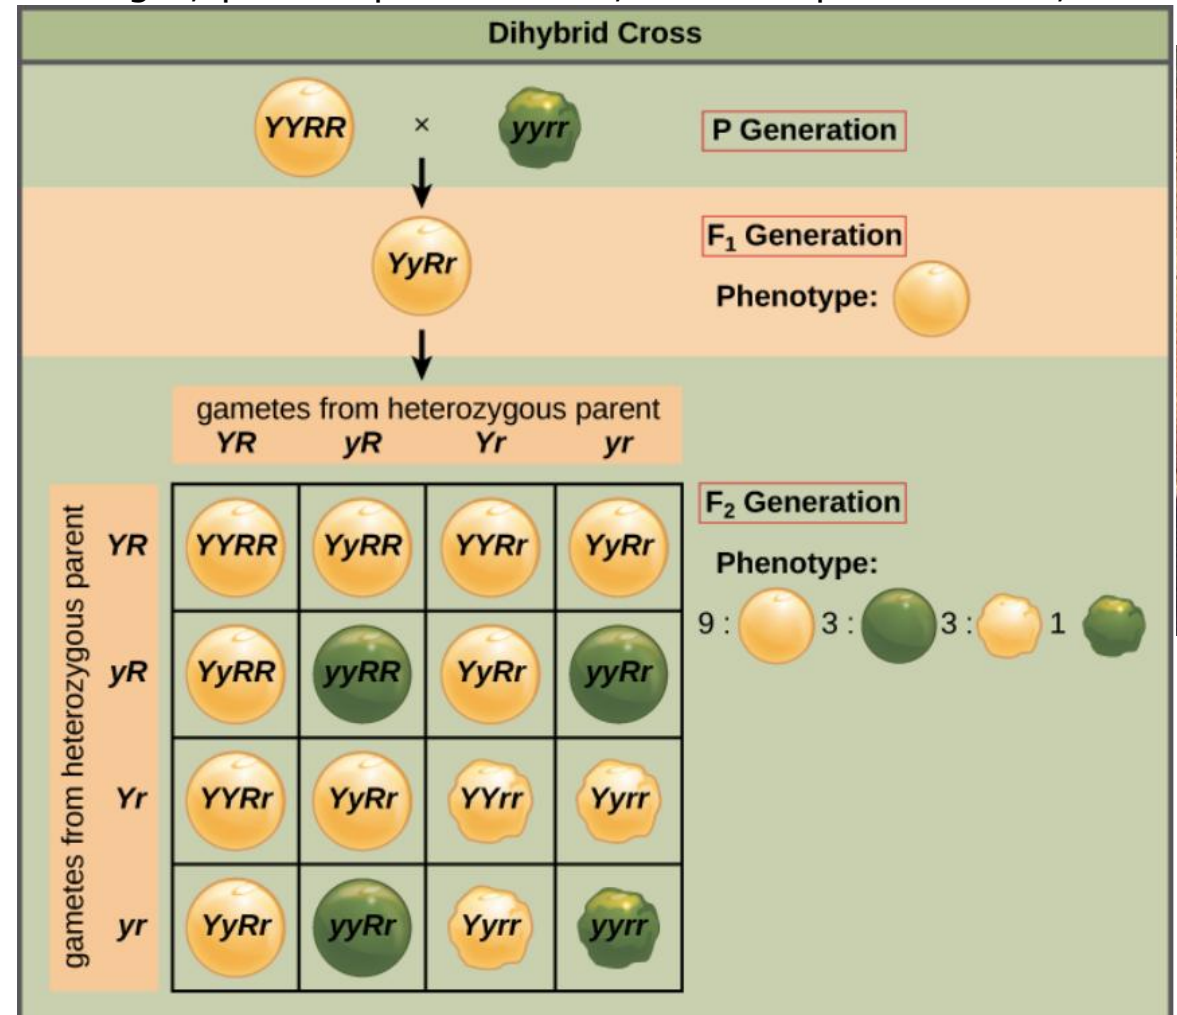 Dihybrid Cross
YYRR × yyrr
P Generation
YyRr
F₁ Generation
Phenotype:
gametes from heterozygous parent
YR yR Yr yr
gametes from heterozygous parent
YR YYRR YyRR YYRr YyRr
yR YyRR yyRR YyRr yyRr
Yr YYRr YyRr YYrr Yyrr
yr YyRr yyRr Yyrr yyrr
F₂ Generation
Phenotype:
9 : 3 : 3 : 1